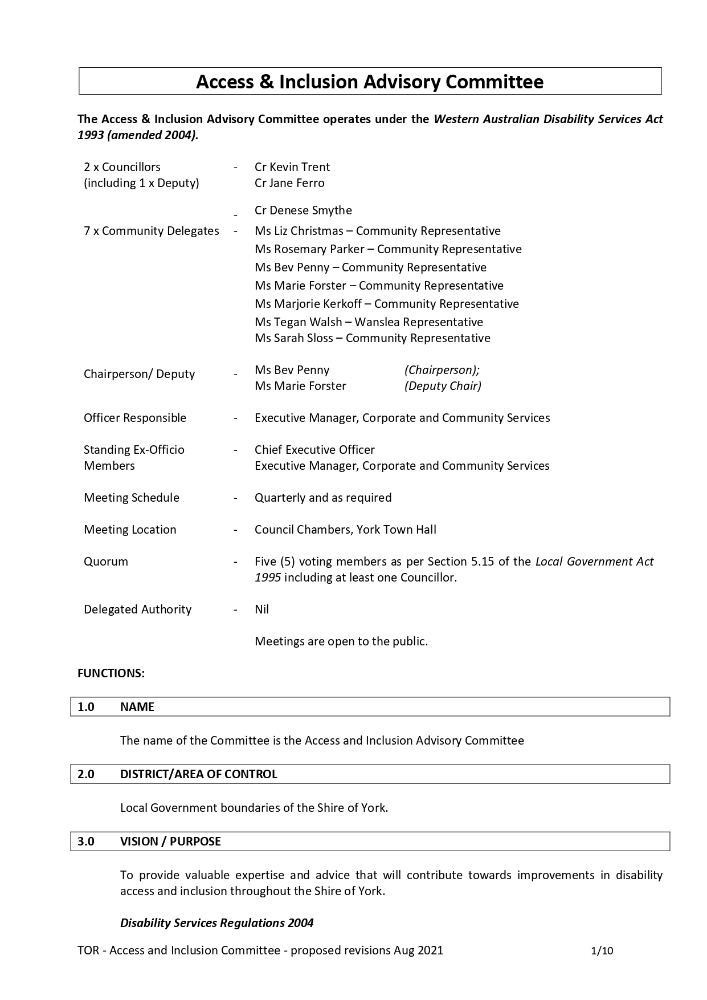 Access & Inclusion Advisory Committee
The Access & Inclusion Advisory Committee operates under the Western Australian Disability Services Act
1993 (amended 2004).
2 x Councillors - Cr Kevin Trent
(including 1 x Deputy) Cr Jane Ferro
- Cr Denese Smythe
7 x Community Delegates - Ms Liz Christmas – Community Representative
Ms Rosemary Parker – Community Representative
Ms Bev Penny – Community Representative
Ms Marie Forster – Community Representative
Ms Marjorie Kerkoff – Community Representative
Ms Tegan Walsh – Wanslea Representative
Ms Sarah Sloss – Community Representative
Chairperson/ Deputy - Ms Bev Penny (Chairperson);
Ms Marie Forster (Deputy Chair)
Officer Responsible - Executive Manager, Corporate and Community Services
Standing Ex-Officio - Chief Executive Officer
Members Executive Manager, Corporate and Community Services
Meeting Schedule - Quarterly and as required
Meeting Location - Council Chambers, York Town Hall
Quorum - Five (5) voting members as per Section 5.15 of the Local Government Act
1995 including at least one Councillor.
Delegated Authority - Nil
Meetings are open to the public.
FUNCTIONS:
1.0 NAME
The name of the Committee is the Access and Inclusion Advisory Committee
2.0 DISTRICT/AREA OF CONTROL
Local Government boundaries of the Shire of York.
3.0 VISION / PURPOSE
To provide valuable expertise and advice that will contribute towards improvements in disability
access and inclusion throughout the Shire of York.
Disability Services Regulations 2004
TOR - Access and Inclusion Committee - proposed revisions Aug 2021 1/10